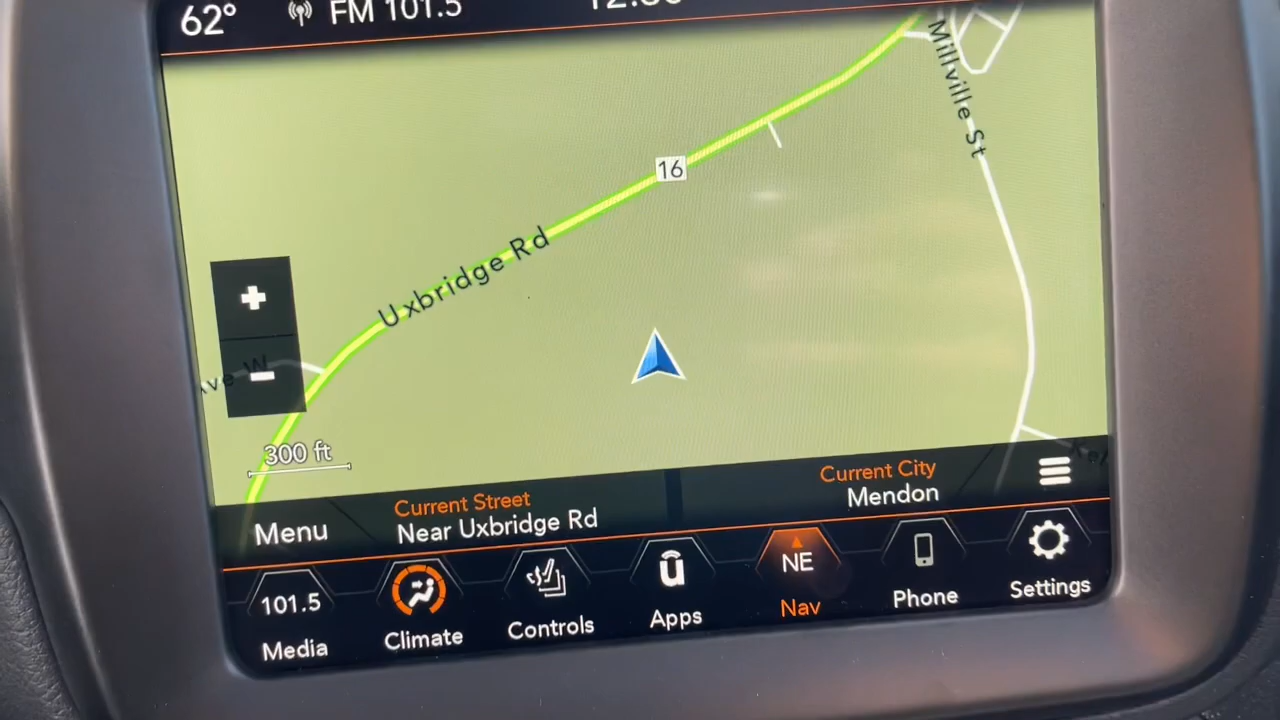 62°
FM 101.5
Millville St
16
Uxbridge Rd
300 ft
Menu
Current Street
Near Uxbridge Rd
Current City
Mendon
101.5
Media
Climate
Controls
Apps
NE
Nav
Phone
Settings